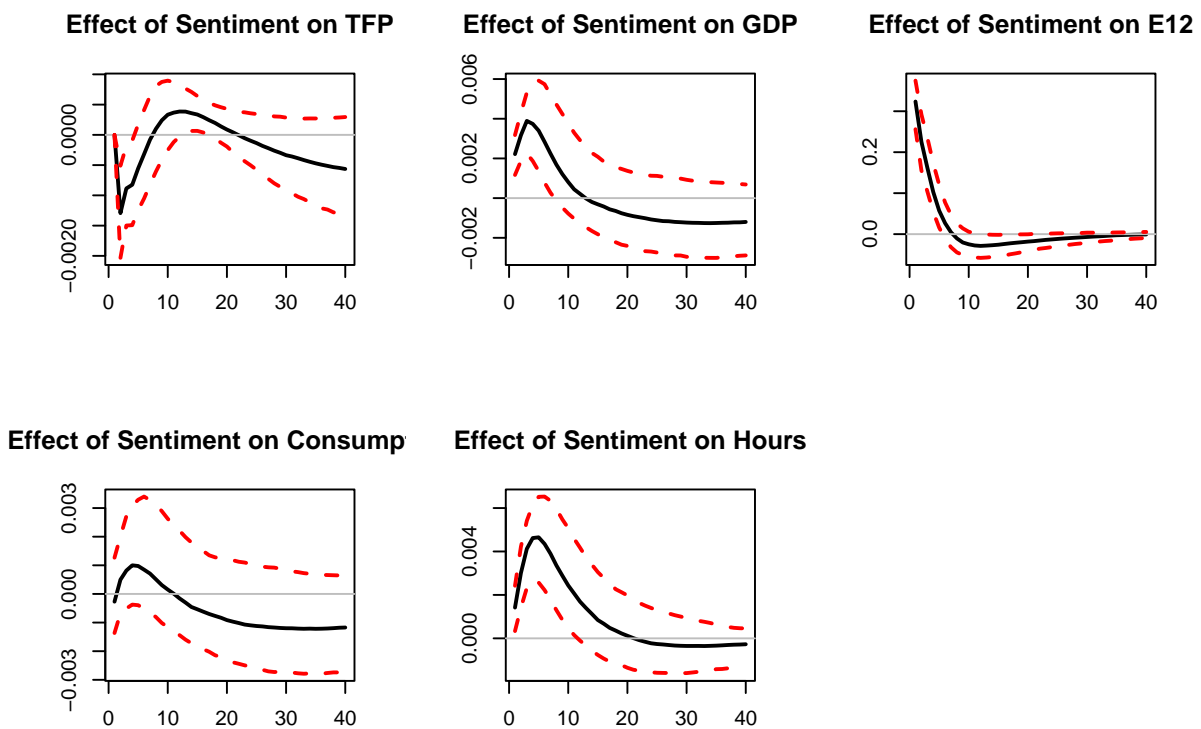 Effect of Sentiment on TFP
Effect of Sentiment on GDP
Effect of Sentiment on E12
0.0000
−0.0020
0 10 20 30 40
0.006
0.002
−0.002
0 10 20 30 40
0.2
0.0
0 10 20 30 40
Effect of Sentiment on Consump
Effect of Sentiment on Hours
0.003
0.000
−0.003
0 10 20 30 40
0.004
0.000
0 10 20 30 40